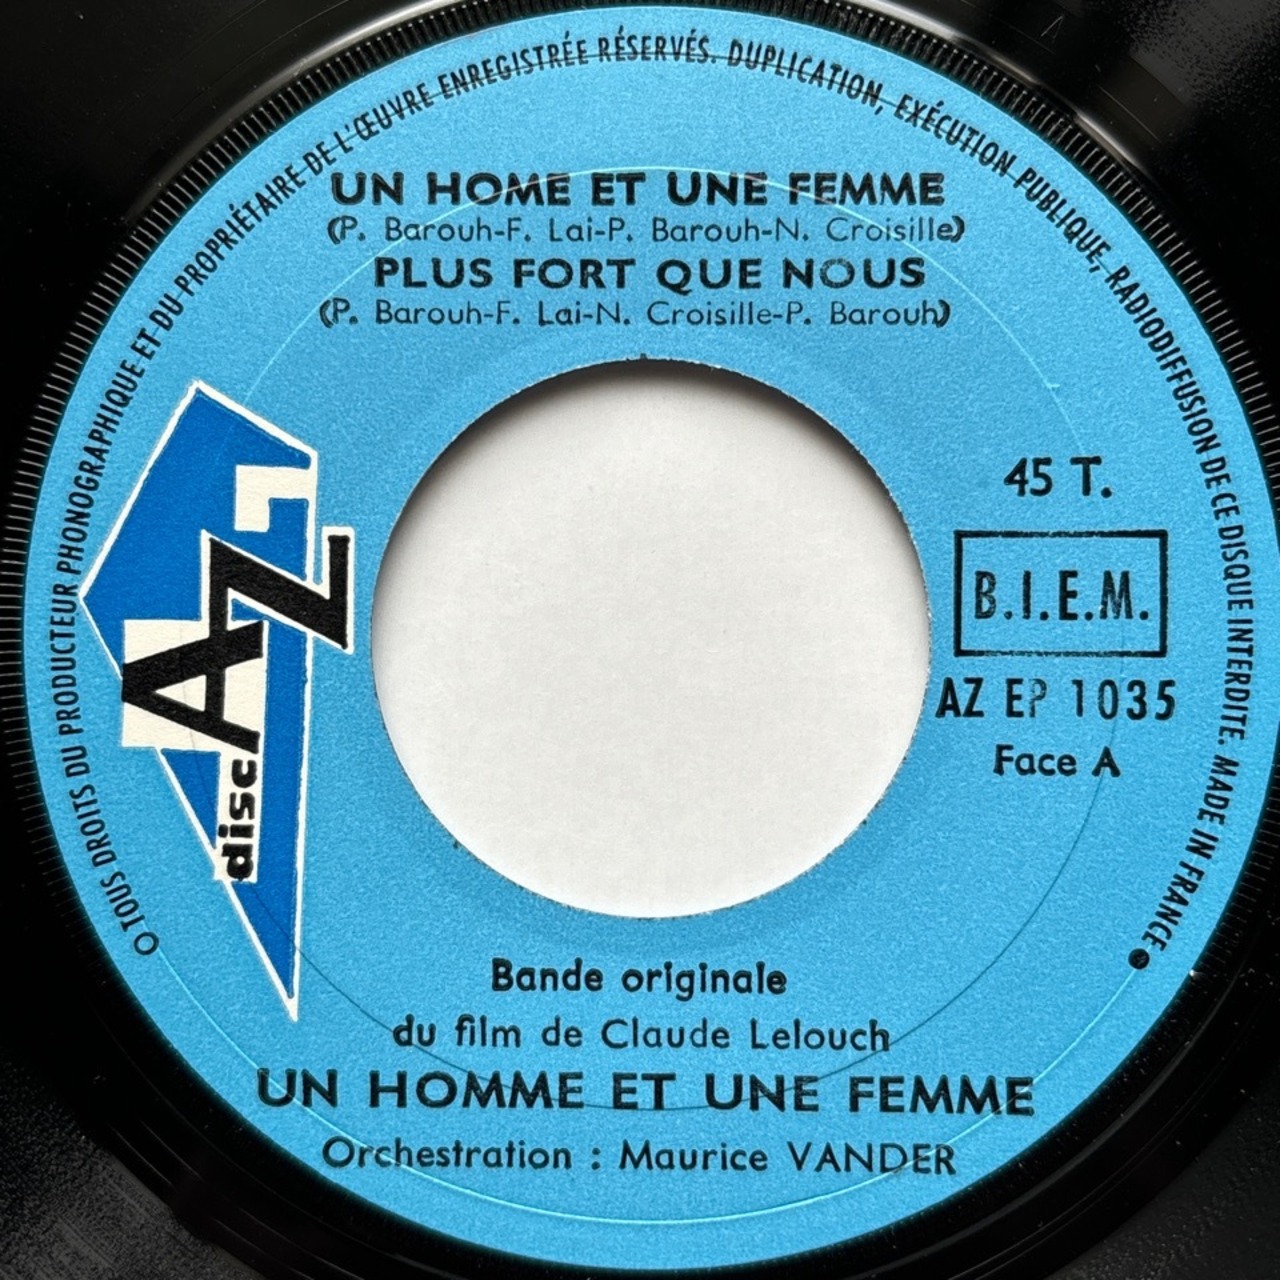 O TOUS DROITS DU PRODUCTEUR PHONOGRAPHIQUE ET DU PROPRIÉTAIRE DE L'ŒUVRE ENREGISTRÉE RÉSERVÉS. DUPLICATION, EXÉCUTION PUBLIQUE, RADIODIFFUSION DE CE DISQUE INTERDITE. MADE IN FRANCE
UN HOME ET UNE FEMME
(P. Barouh-F. Lai-P. Barouh-N. Croisille)
PLUS FORT QUE NOUS
(P. Barouh-F. Lai-N. Croisille-P. Barouh)
disc AZ
45 T.
B.I.E.M.
AZ EP 1035
Face A
Bande originale
du film de Claude Lelouch
UN HOMME ET UNE FEMME
Orchestration : Maurice VANDER